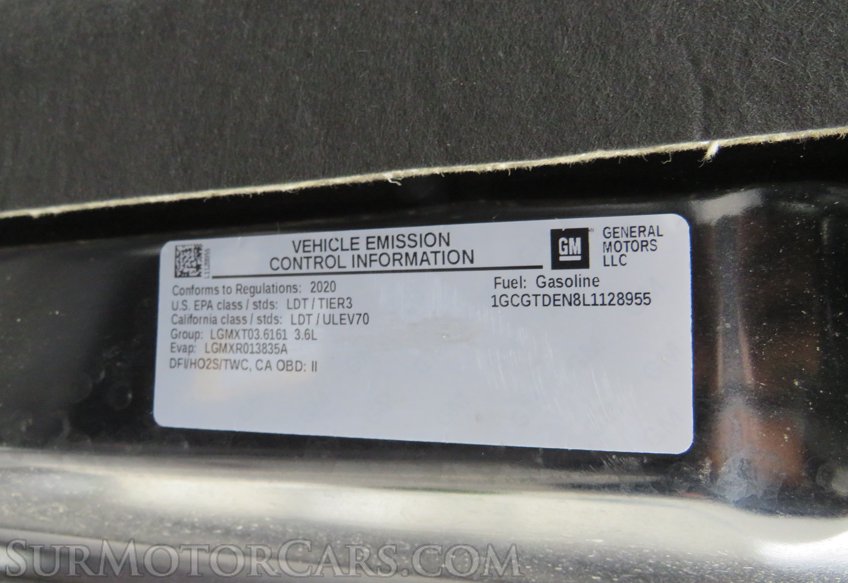 VEHICLE EMISSION
CONTROL INFORMATION
GM
GENERAL
MOTORS
LLC
Conforms to Regulations: 2020
U.S. EPA class / stds: LDT / TIER3
California class / stds: LDT / ULEV70
Group: LGMXT03.6161 3.6L
Evap: LGMXR013835A
DFI/HO2S/TWC, CA OBD: II
Fuel: Gasoline
1GCGTDEN8L1128955
L1128955
SURMOTORCARS.COM